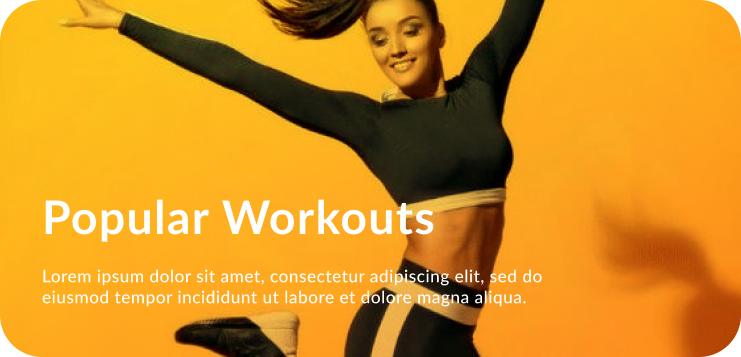 Popular Workouts
Lorem ipsum dolor sit amet, consectetur adipiscing elit, sed do
eiusmod tempor incididunt ut labore et dolore magna aliqua.